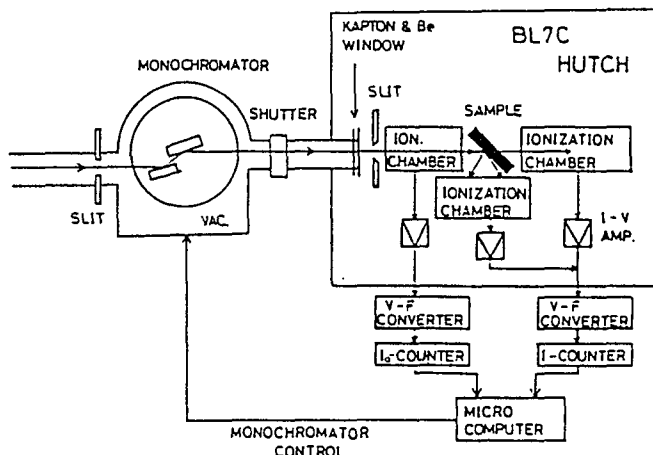 KAPTON & Be
WINDOW
BL7C
HUTCH
MONOCHROMATOR
SLIT
SHUTTER
SAMPLE
ION.
CHAMBER
IONIZATION
CHAMBER
IONIZATION
CHAMBER
SLIT
VAC.
I-V
AMP.
V-F
CONVERTER
V-F
CONVERTER
I₀-COUNTER
I-COUNTER
MICRO
COMPUTER
MONOCHROMATOR
CONTROL